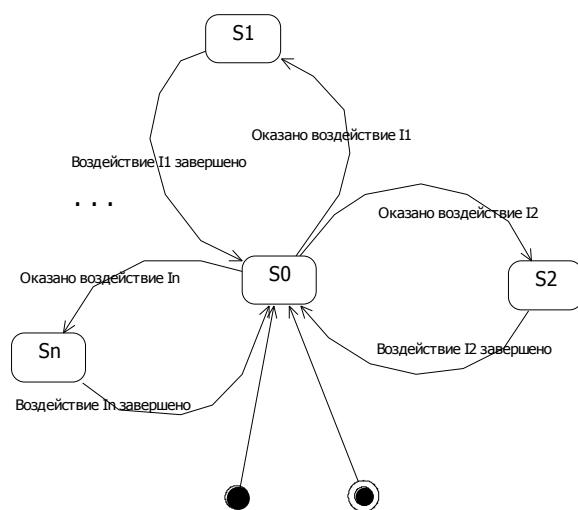 S1
Оказано воздействие I1
Воздействие I1 завершено
. . .
Оказано воздействие I2
S0
Оказано воздействие In
S2
Sn
Воздействие I2 завершено
Воздействие In завершено